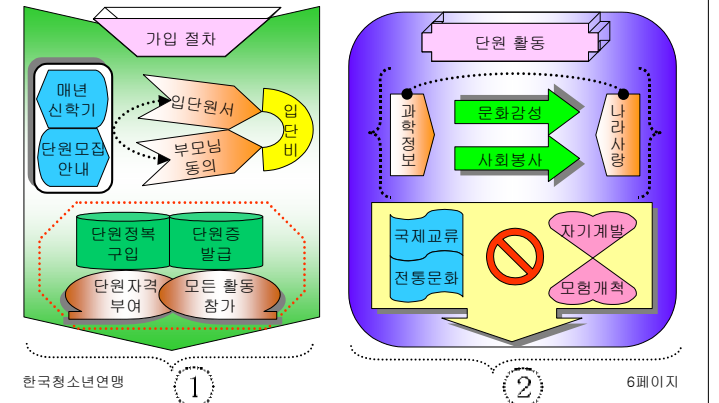 가입 절차
매년
신학기
단원모집
안내
입단원서
부모님
동의
입
단
비
단원정복
구입
단원증
발급
단원자격
부여
모든 활동
참가
단원 활동
과
학
정
보
문화감성
사회봉사
나
라
사
랑
국제교류
전통문화
자기계발
모험개척
한국청소년연맹
1
2
6페이지